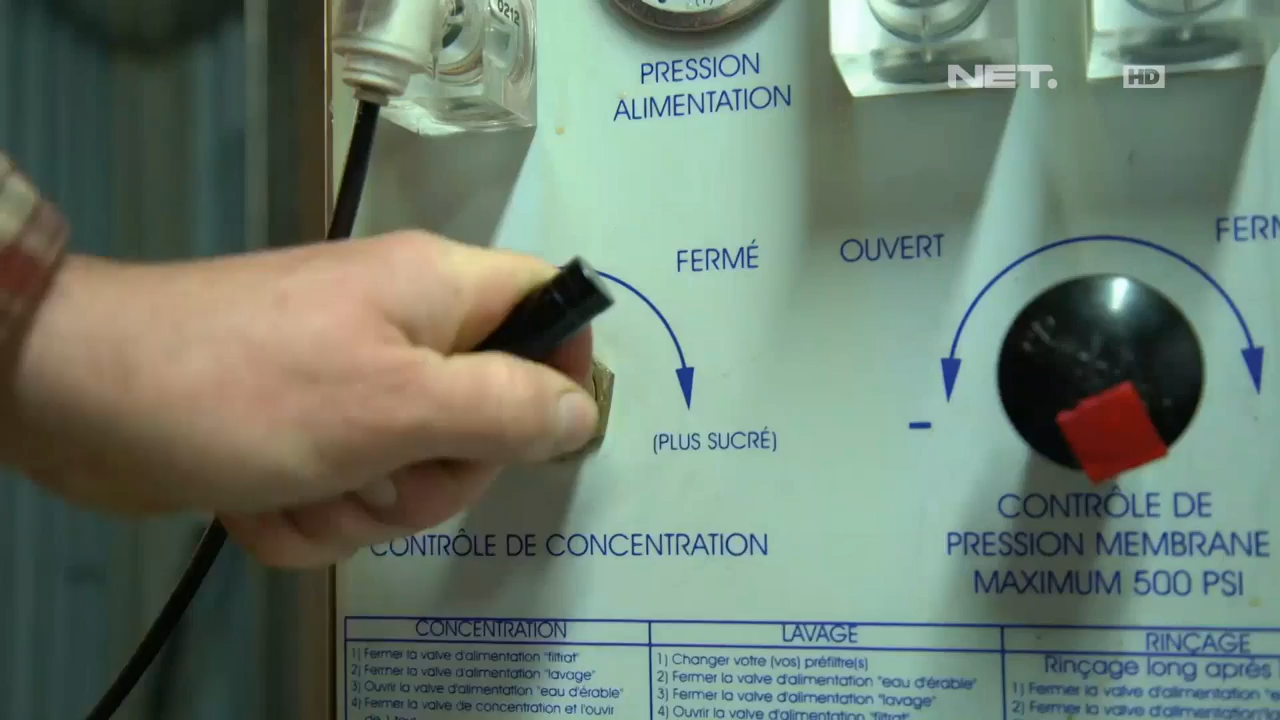 0212
NET. HD
PRESSION
ALIMENTATION
FERMÉ
OUVERT
(PLUS SUCRÉ)
-
CONTRÔLE DE CONCENTRATION
CONTRÔLE DE
PRESSION MEMBRANE
MAXIMUM 500 PSI
CONCENTRATION
1) Fermer la valve d'alimentation "filtrat"
2) Fermer la valve d'alimentation "lavage"
3) Ouvrir la valve d'alimentation "eau d'érable"
4) Fermer la valve de concentration et l'ouvrir
de 1 tour
LAVAGE
1) Changer votre (vos) préfiltre(s)
2) Fermer la valve d'alimentation "eau d'érable"
3) Fermer la valve d'alimentation "lavage"
4) Ouvrir la valve d'alimentation "filtrat"
RINÇAGE
Rinçage long après
1) Fermer la valve d'alimentation
2) Fermer la valve d'alimentation